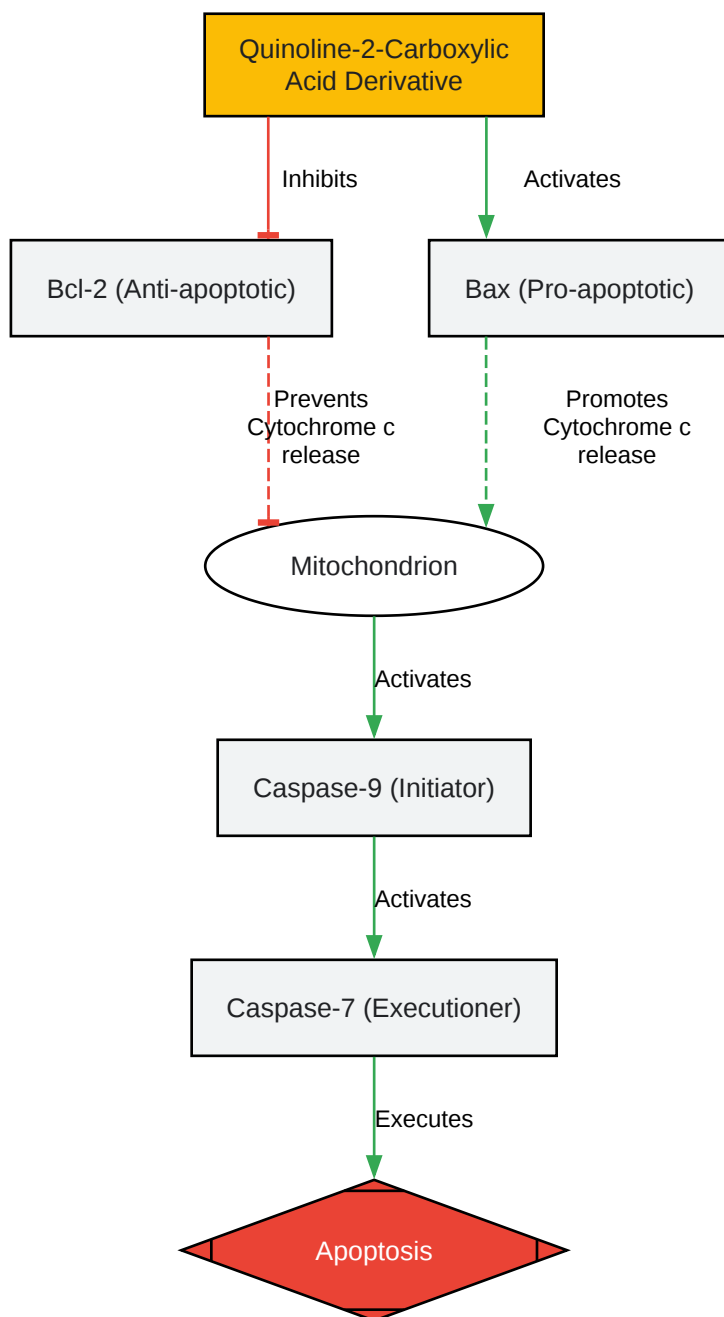 Quinoline-2-Carboxylic
Acid Derivative
Inhibits
Activates
Bcl-2 (Anti-apoptotic)
Bax (Pro-apoptotic)
Prevents
Cytochrome c
release
Promotes
Cytochrome c
release
Mitochondrion
Activates
Caspase-9 (Initiator)
Activates
Caspase-7 (Executioner)
Executes
Apoptosis